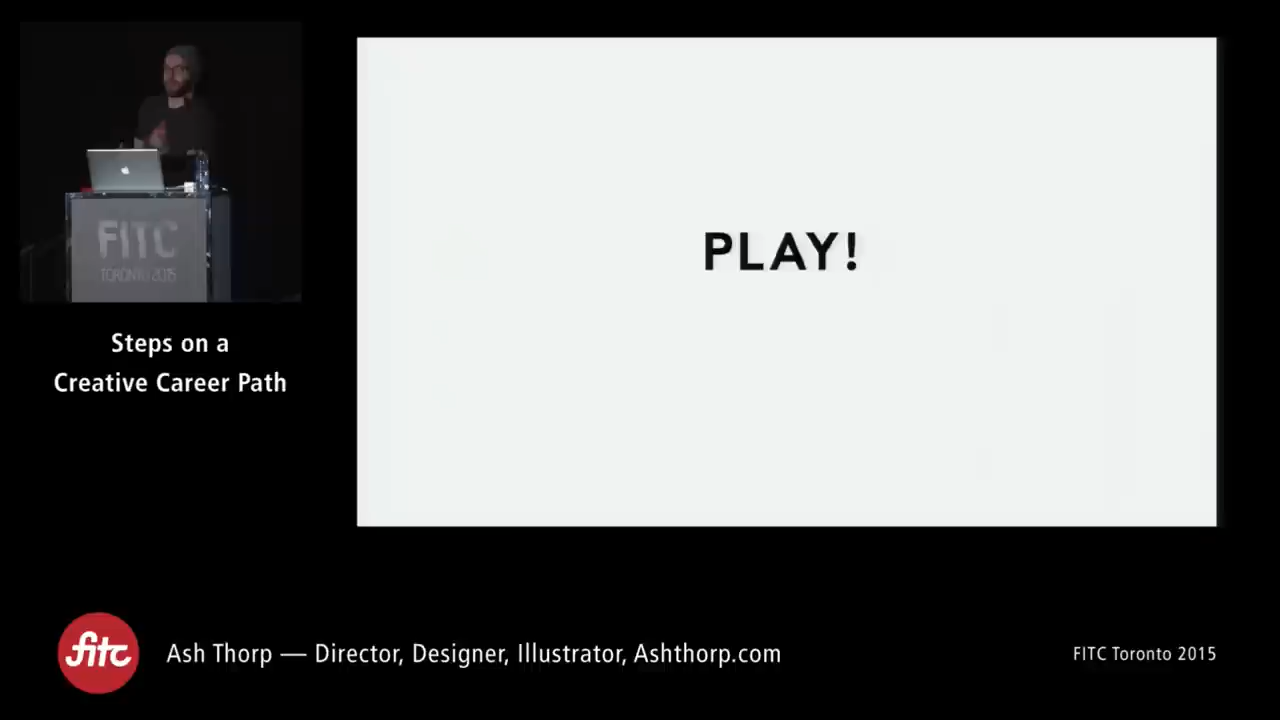 FITC
TORONTO 2015
Steps on a
Creative Career Path
PLAY!
fitc
Ash Thorp — Director, Designer, Illustrator, Ashthorp.com
FITC Toronto 2015